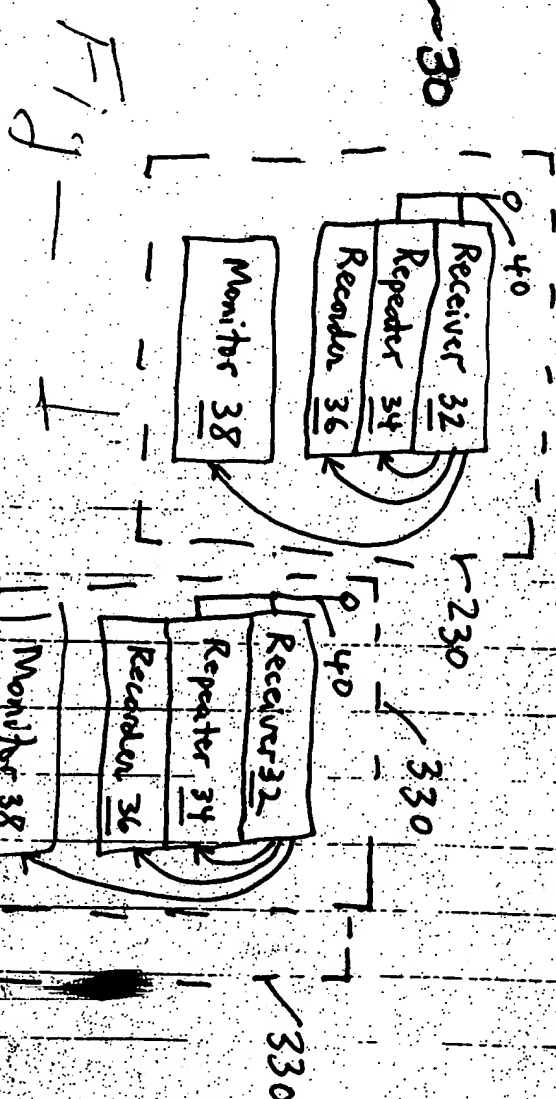 30
40
Receiver 32
Repeater 34
Recorder 36
Monitor 38
230
330
40
Receiver 32
Repeater 34
Recorder 36
Monitor 38
330
Fig